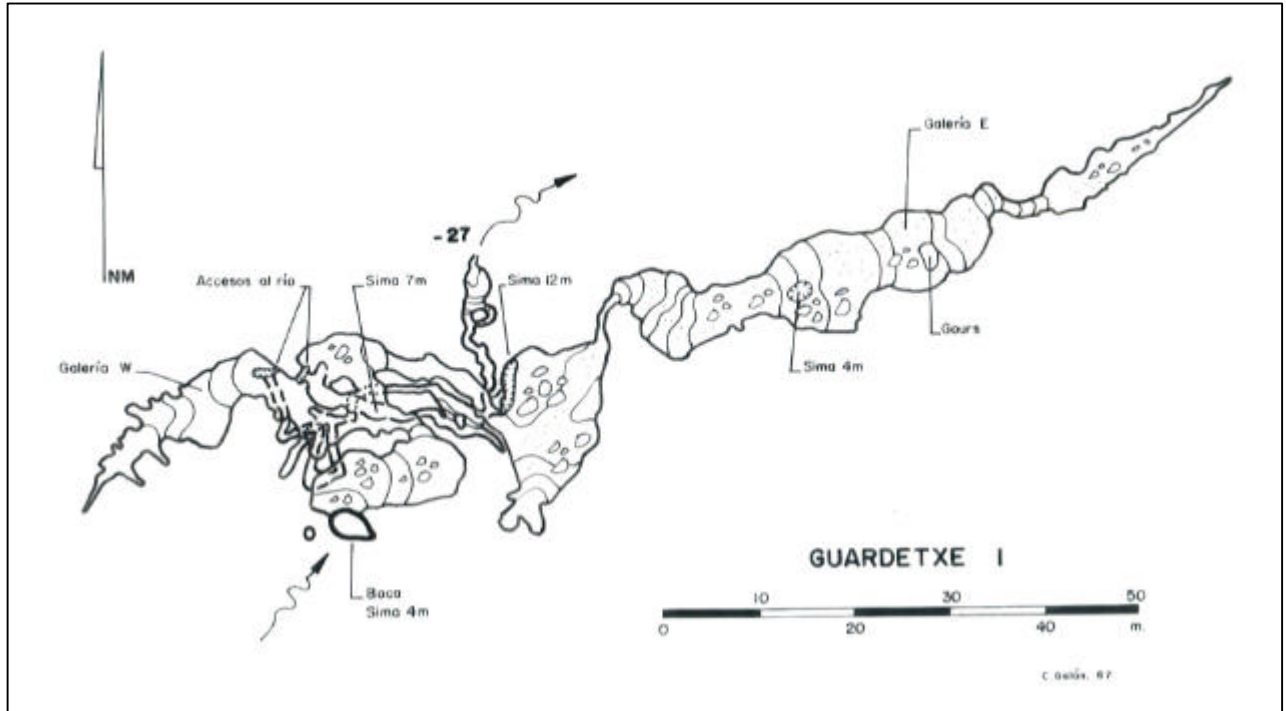 Galería E
-27
NM
Accesos al río
Sima 7m
Sima 12m
Galería W
Gours
Sima 4m
0
Boca
Sima 4m
GUARDETXE I
10 30 50
0 20 40 m.
C. Galán. 87